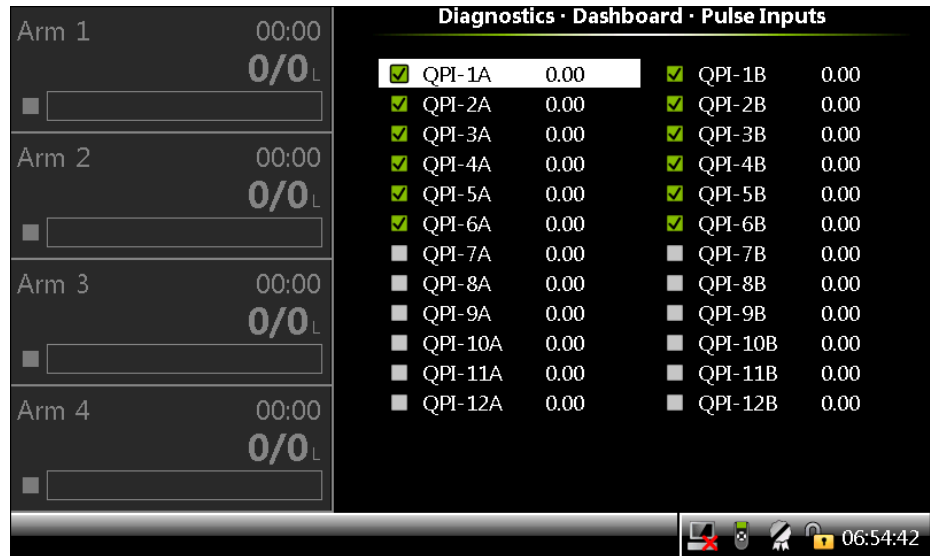 Arm 1 00:00
0/0 L
Arm 2 00:00
0/0 L
Arm 3 00:00
0/0 L
Arm 4 00:00
0/0 L
Diagnostics · Dashboard · Pulse Inputs
QPI-1A 0.00 QPI-1B 0.00
QPI-2A 0.00 QPI-2B 0.00
QPI-3A 0.00 QPI-3B 0.00
QPI-4A 0.00 QPI-4B 0.00
QPI-5A 0.00 QPI-5B 0.00
QPI-6A 0.00 QPI-6B 0.00
QPI-7A 0.00 QPI-7B 0.00
QPI-8A 0.00 QPI-8B 0.00
QPI-9A 0.00 QPI-9B 0.00
QPI-10A 0.00 QPI-10B 0.00
QPI-11A 0.00 QPI-11B 0.00
QPI-12A 0.00 QPI-12B 0.00
06:54:42